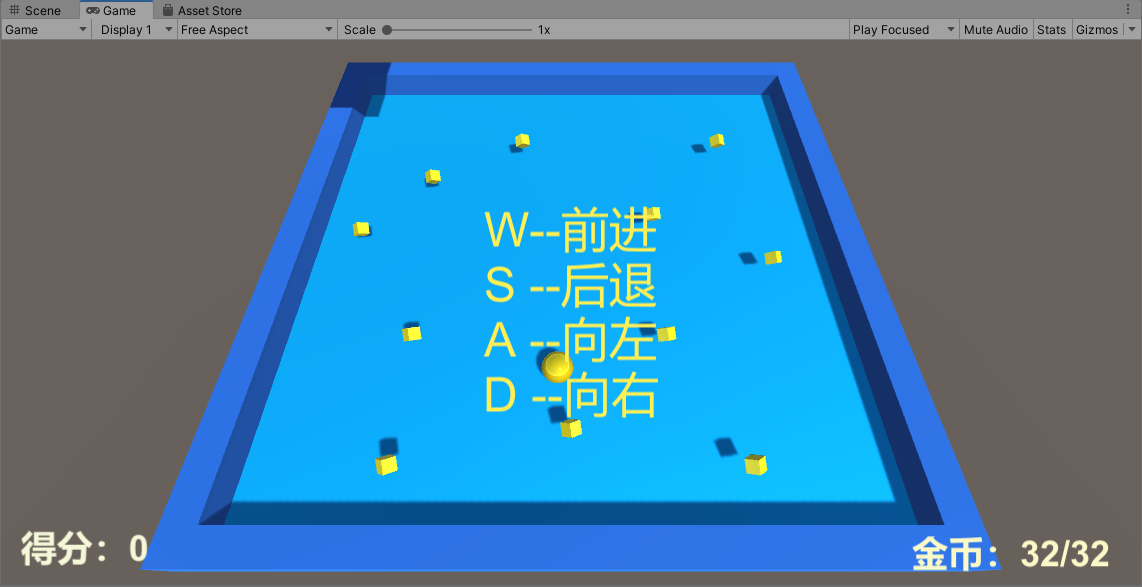 Scene Game Asset Store
Game Display 1 Free Aspect Scale 1x Play Focused Mute Audio Stats Gizmos
W--前进
S --后退
A --向左
D --向右
得分：0
金币：32/32